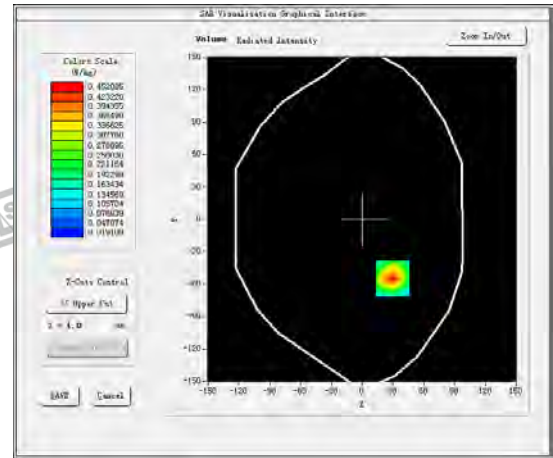 SAR Visualisation Graphical Interface
Volume Radiated Intensity
Zoom In/Out
Colors Scale
(W/kg)
0.452085
0.423220
0.394355
0.365490
0.336625
0.307760
0.278895
0.250030
0.221164
0.192299
0.163434
0.134569
0.105704
0.076839
0.047974
0.019109
150
120
90
60
30
0
-30
-60
-90
-120
-150
-150 -120 -90 -60 -30 0 30 60 90 120 150
Y
X
Z-Cuts Control
Upper Cut
Z = 4.0 mm
SAVE
Cancel